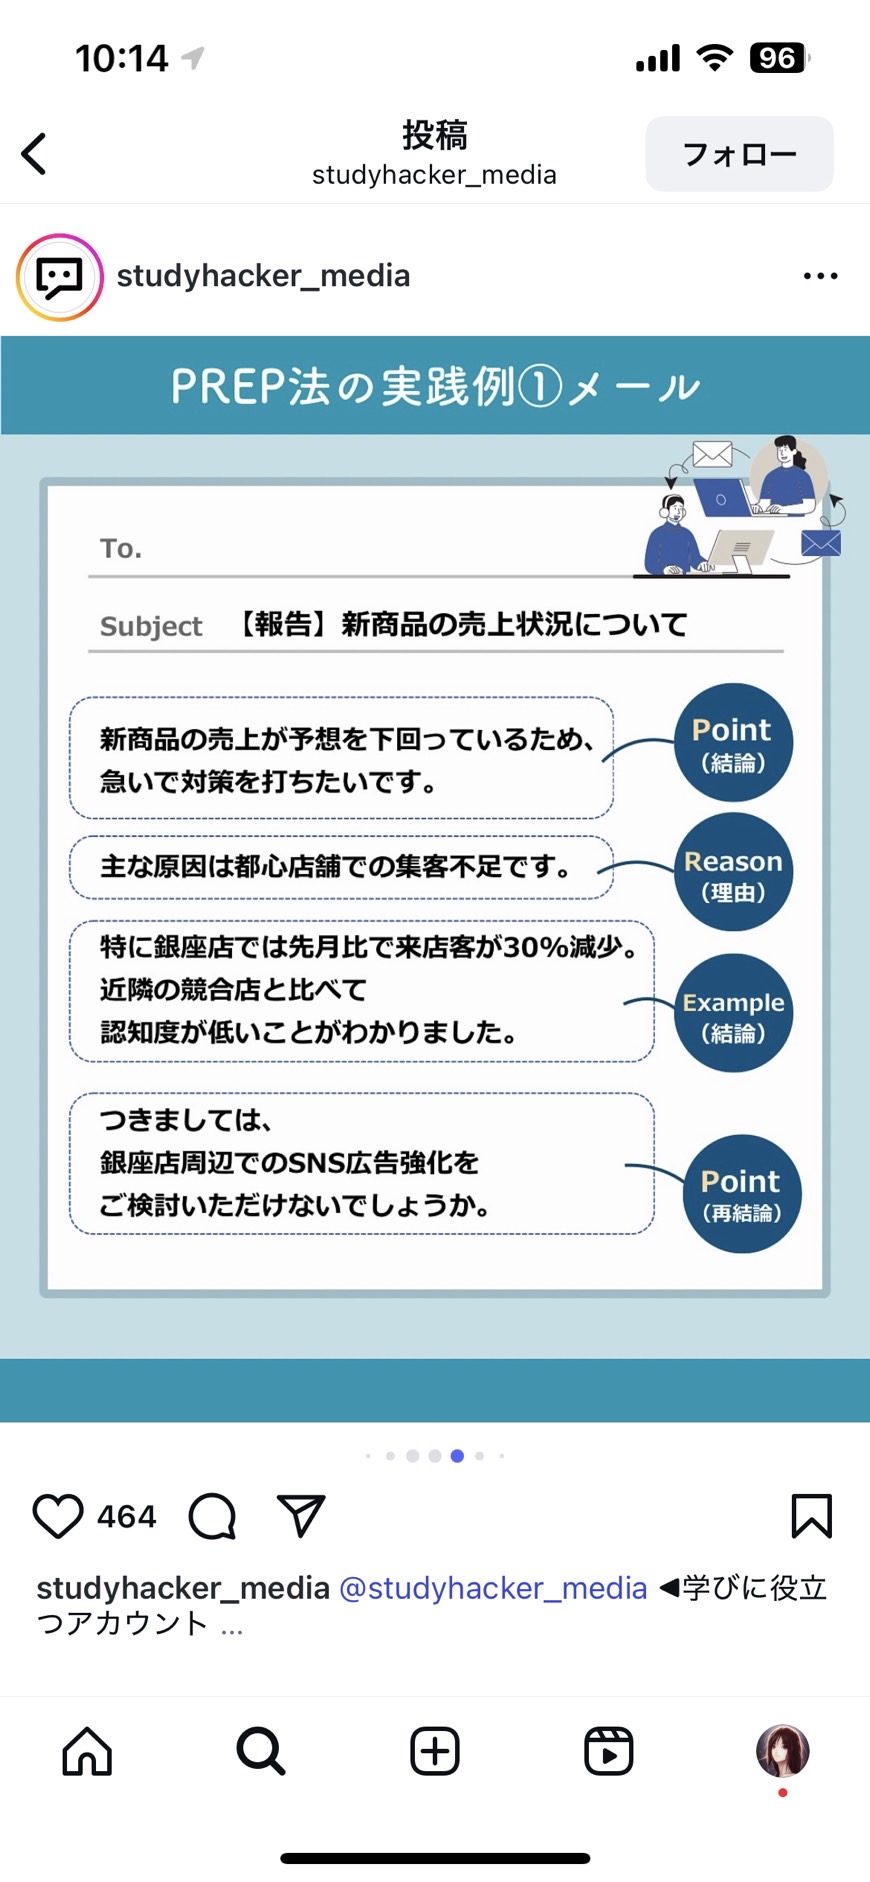 10:14
96
投稿
studyhacker_media
フォロー
studyhacker_media
PREP法の実践例①メール
To.
Subject 【報告】新商品の売上状況について
新商品の売上が予想を下回っているため、
急いで対策を打ちたいです。
Point
（結論）
主な原因は都心店舗での集客不足です。
Reason
（理由）
特に銀座店では先月比で来店客が30%減少。
近隣の競合店と比べて
認知度が低いことがわかりました。
Example
（結論）
つきましては、
銀座店周辺でのSNS広告強化を
ご検討いただけないでしょうか。
Point
（再結論）
464
studyhacker_media @studyhacker_media ◀学びに役立
つアカウント ...